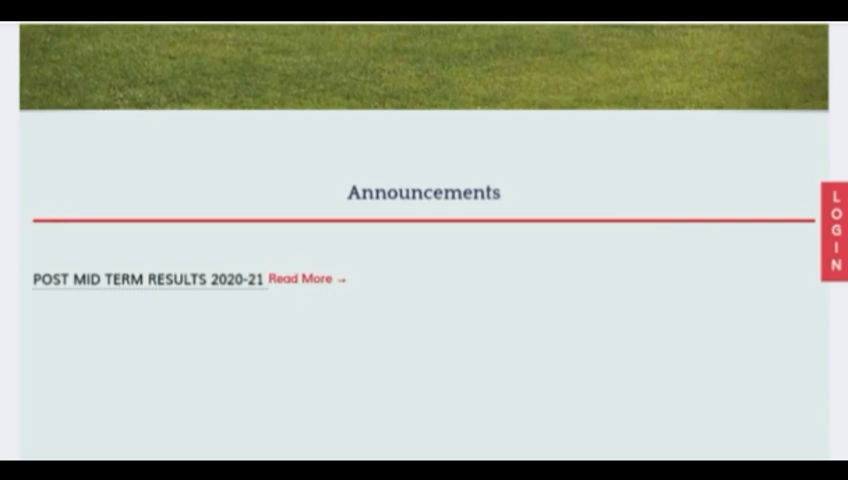 Announcements
POST MID TERM RESULTS 2020-21 Read More →
LOGIN